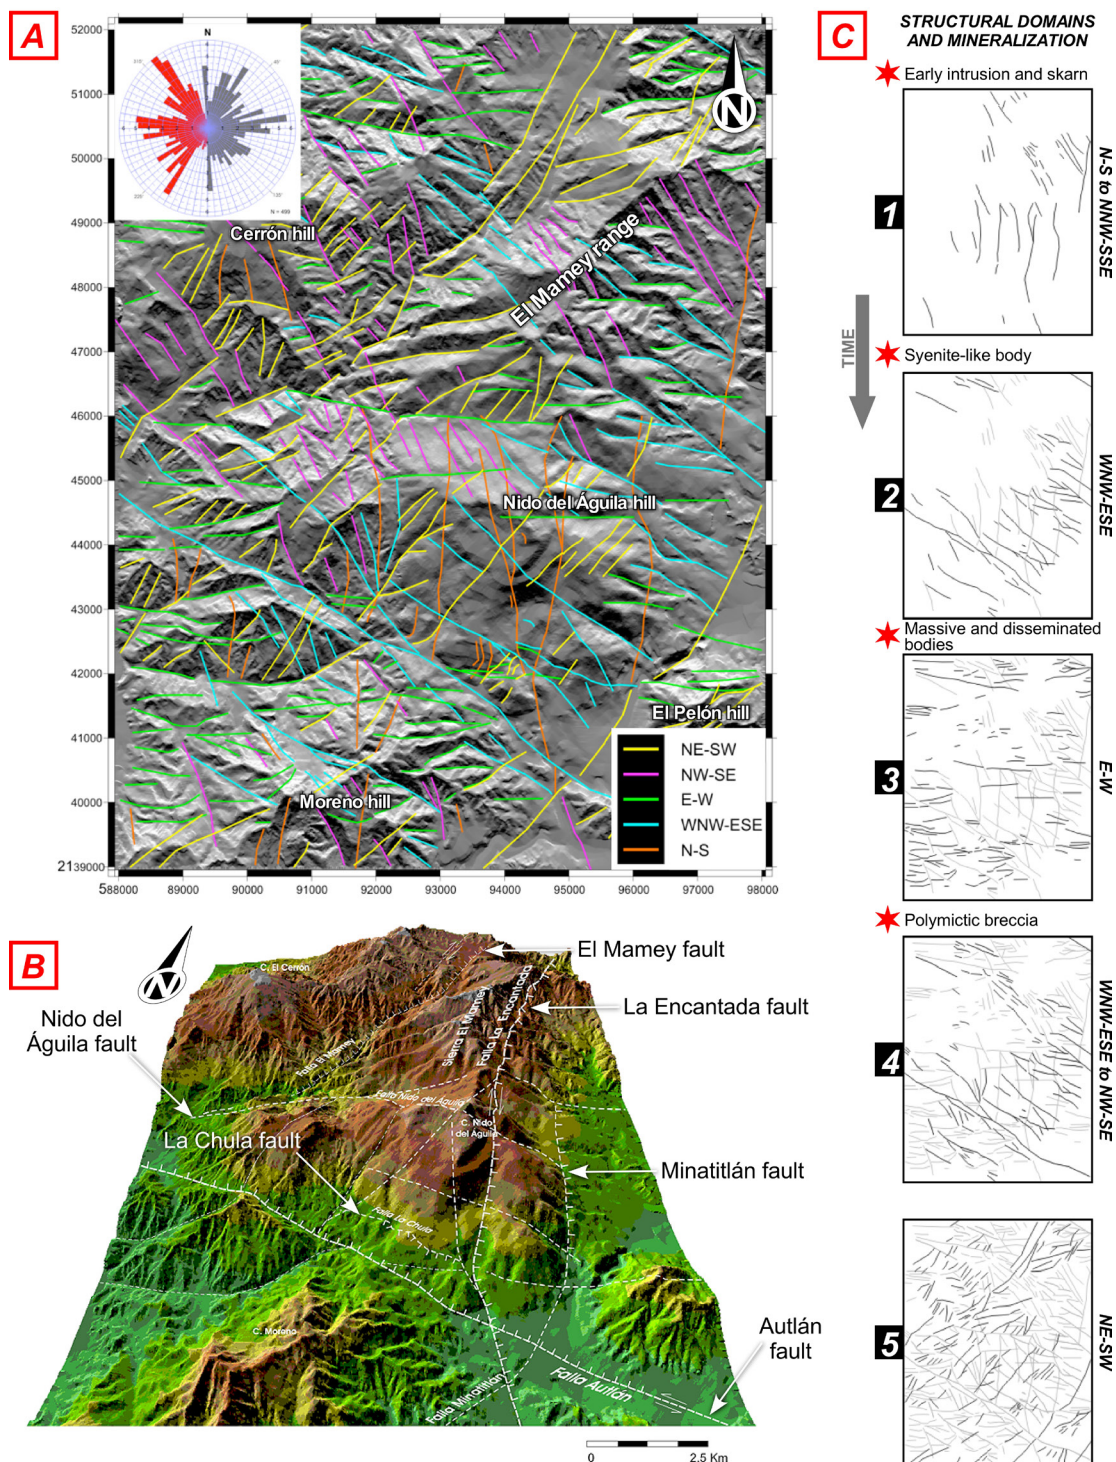 A
N
315°
45°
135°
N = 499
52000
51000
50000
49000
48000
47000
46000
45000
44000
43000
42000
41000
40000
2139000
588000
89000
90000
91000
92000
93000
94000
95000
96000
97000
98000
N
Cerrón hill
El Mamey range
Nido del Águila hill
El Pelón hill
Moreno hill
NE-SW
NW-SE
E-W
WNW-ESE
N-S
B
N
El Mamey fault
La Encantada fault
Nido del
Águila fault
La Chula fault
Minatitlán fault
Autlán
fault
C. El Cerrón
Falla El Mamey
Sierra El Mamey
Falla La Encantada
Falla Nido del Águila
C. Nido
del Águila
Falla La Chula
C. Moreno
Falla Minatitlán
Falla Autlán
0
2.5 Km
C
STRUCTURAL DOMAINS
AND MINERALIZATION
Early intrusion and skarn
1
N-S to NNW-SSE
TIME
Syenite-like body
2
WNW-ESE
Massive and disseminated
bodies
3
E-W
Polymictic breccia
4
WNW-ESE to NW-SE
5
NE-SW